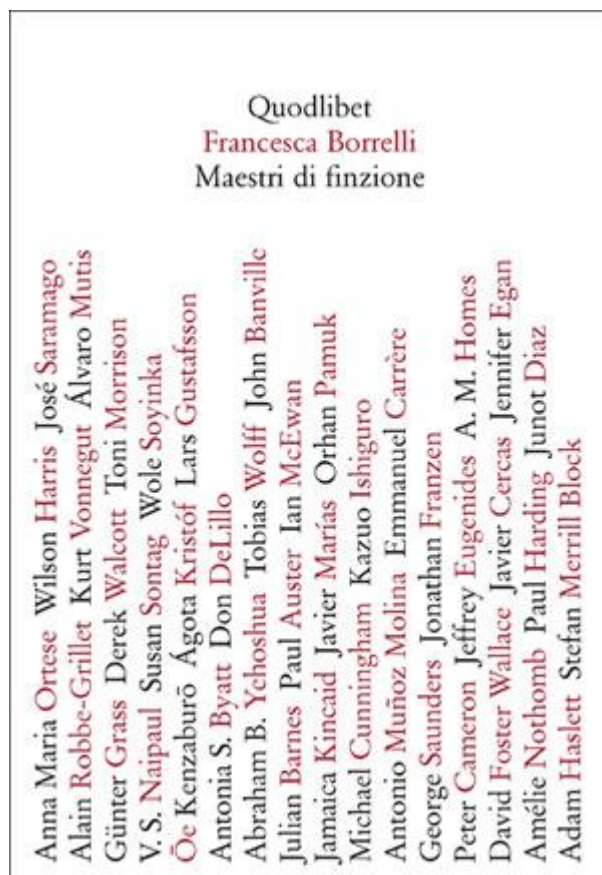 Quodlibet
Francesca Borrelli
Maestri di finzione
Anna Maria Ortese Wilson Harris José Saramago
Alain Robbe-Grillet Kurt Vonnegut Álvaro Mutis
Günter Grass Derek Walcott Toni Morrison
V. S. Naipaul Susan Sontag Wole Soyinka
Ōe Kenzaburō Ágota Kristóf Lars Gustafsson
Antonia S. Byatt Don DeLillo
Abraham B. Yehoshua Tobias Wolff John Banville
Julian Barnes Paul Auster Ian McEwan
Jamaica Kincaid Javier Marías Orhan Pamuk
Michael Cunningham Kazuo Ishiguro
Antonio Muñoz Molina Emmanuel Carrère
George Saunders Jonathan Franzen
Peter Cameron Jeffrey Eugenides A. M. Homes
David Foster Wallace Javier Cercas Jennifer Egan
Amélie Nothomb Paul Harding Junot Diaz
Adam Haslett Stefan Merrill Block